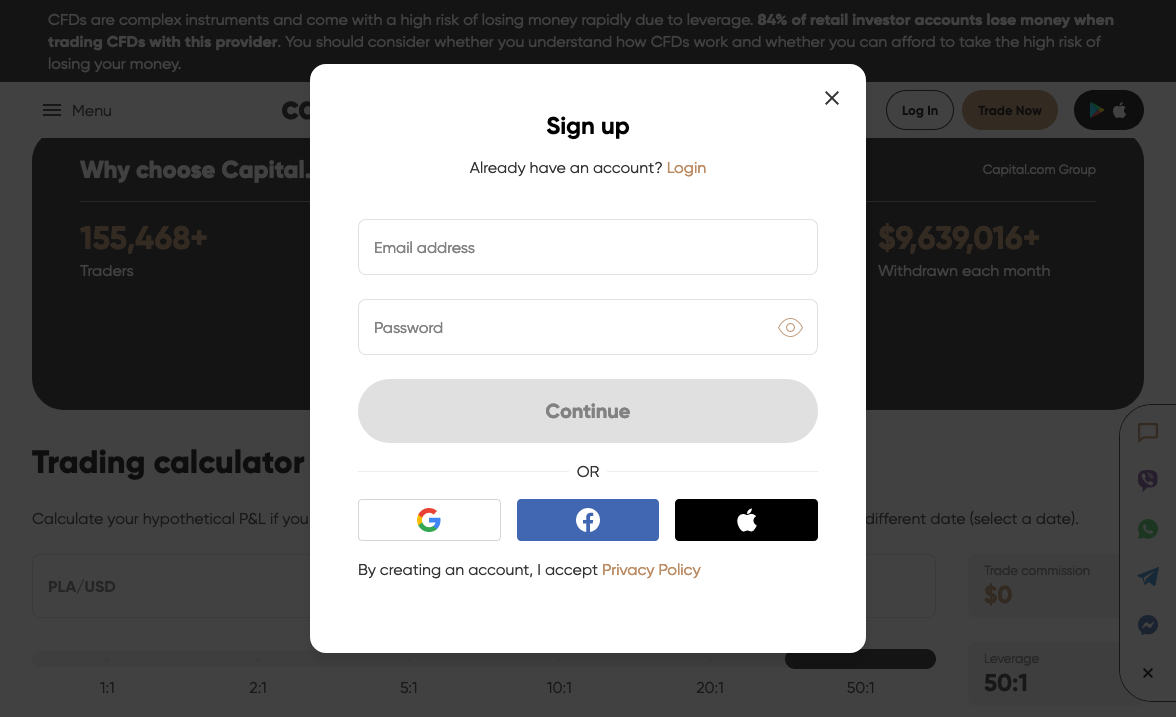 CFDs are complex instruments and come with a high risk of losing money rapidly due to leverage. 84% of retail investor accounts lose money when
trading CFDs with this provider. You should consider whether you understand how CFDs work and whether you can afford to take the high risk of
losing your money.
Menu
Log In
Trade Now
Why choose Capital.
Capital.com Group
155,468+
Traders
$9,639,016+
Withdrawn each month
Sign up
Already have an account? Login
Email address
Password
Continue
OR
By creating an account, I accept Privacy Policy
Trading calculator
Calculate your hypothetical P&L if you
different date (select a date).
PLA/USD
Trade commission
$0
1:1 2:1 5:1 10:1 20:1 50:1
Leverage
50:1